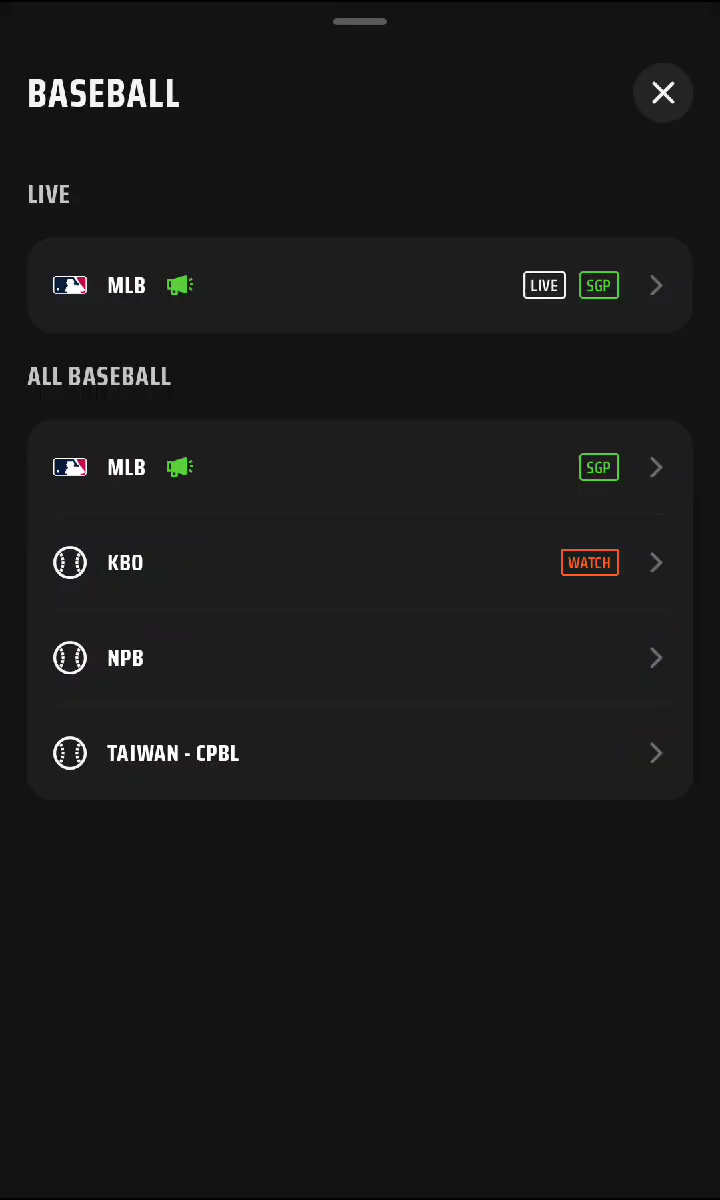 BASEBALL
LIVE
MLB LIVE SGP
ALL BASEBALL
MLB SGP
KBO WATCH
NPB
TAIWAN - CPBL